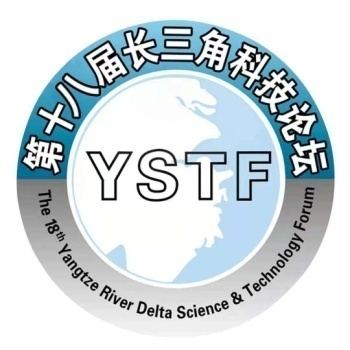 第十八届长三角科技论坛
YSTF
The 18th Yangtze River Delta Science & Technology Forum